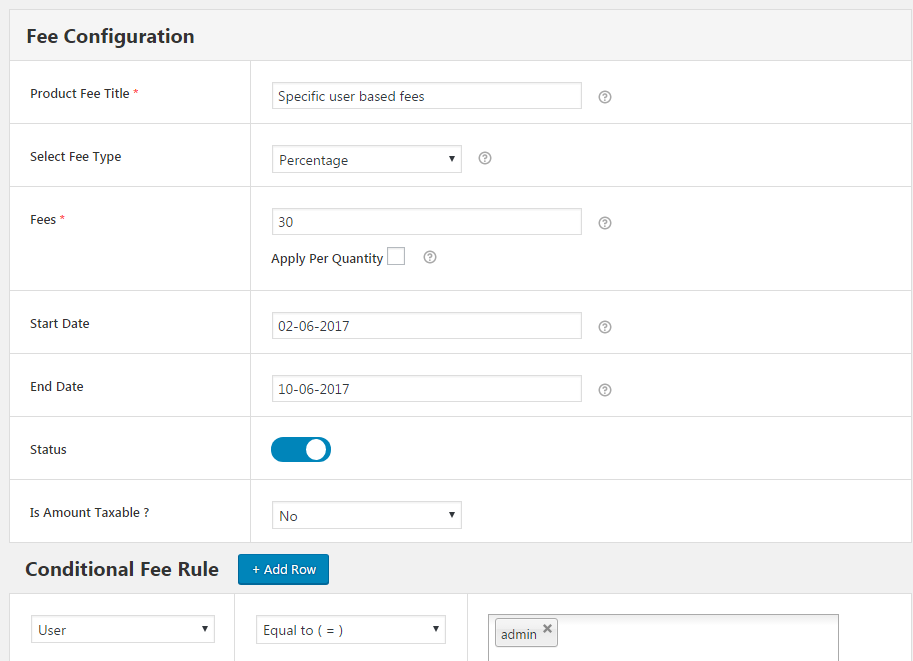 Fee Configuration
Product Fee Title *
Specific user based fees
Select Fee Type
Percentage
Fees *
30
Apply Per Quantity
Start Date
02-06-2017
End Date
10-06-2017
Status
Is Amount Taxable ?
No
Conditional Fee Rule
+ Add Row
User
Equal to ( = )
admin